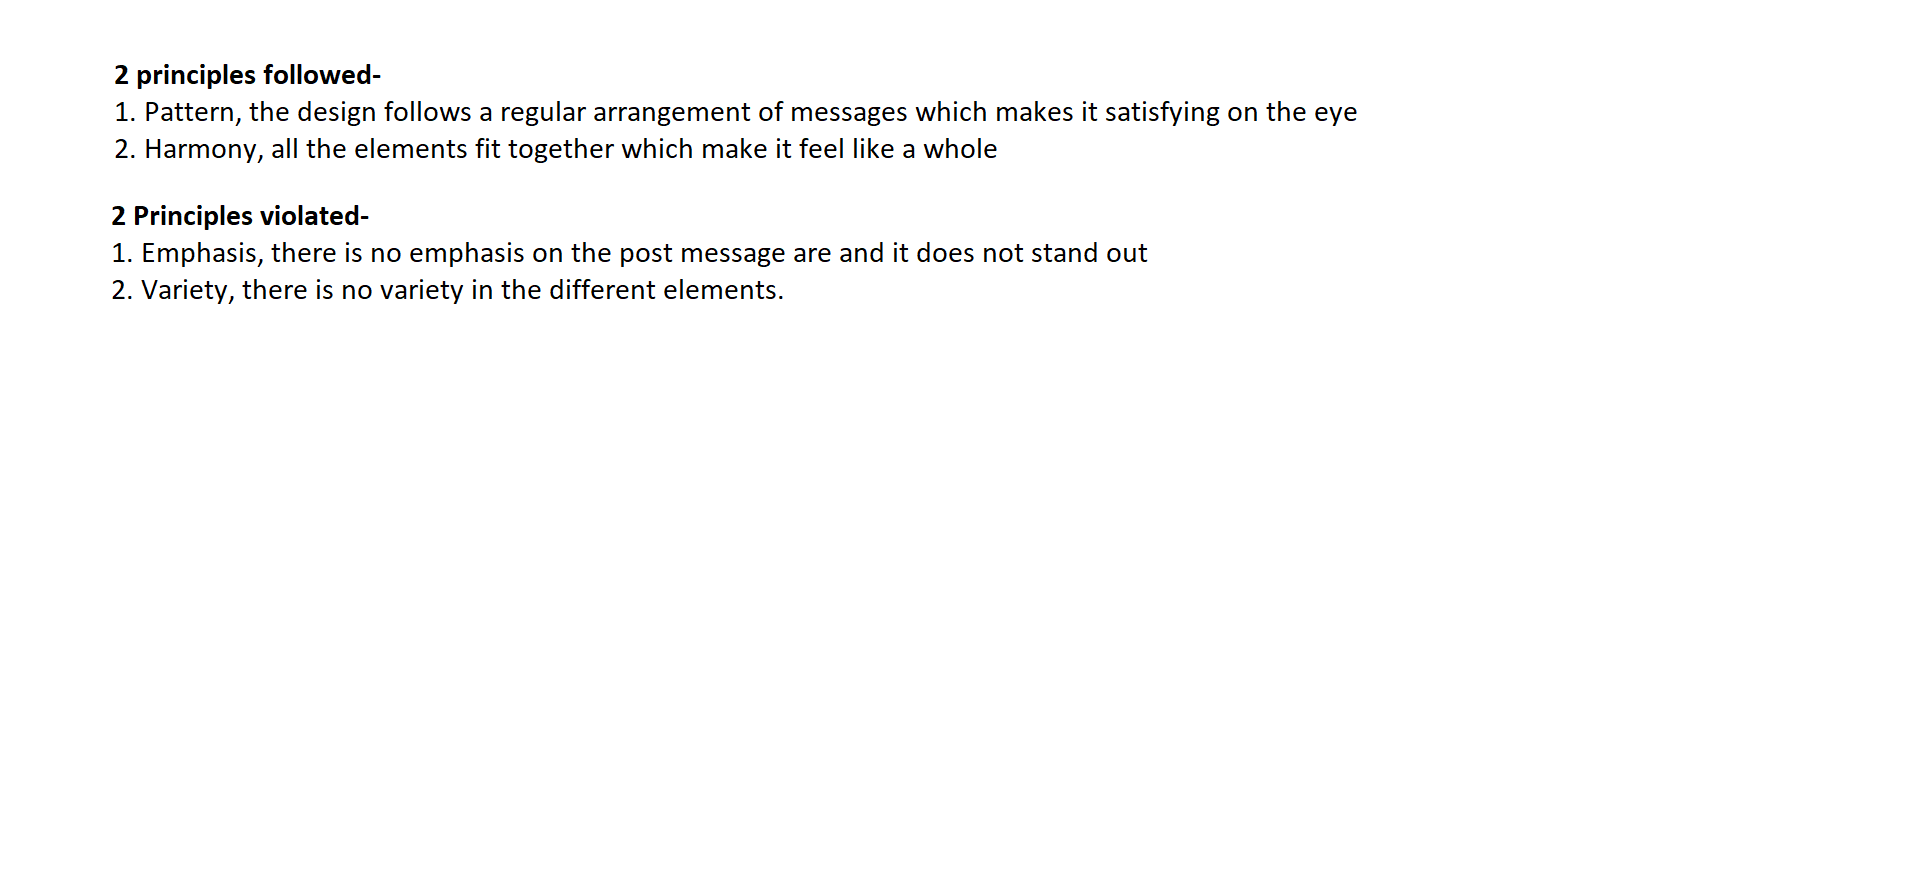 2 principles followed-
1. Pattern, the design follows a regular arrangement of messages which makes it satisfying on the eye
2. Harmony, all the elements fit together which make it feel like a whole
2 Principles violated-
1. Emphasis, there is no emphasis on the post message are and it does not stand out
2. Variety, there is no variety in the different elements.